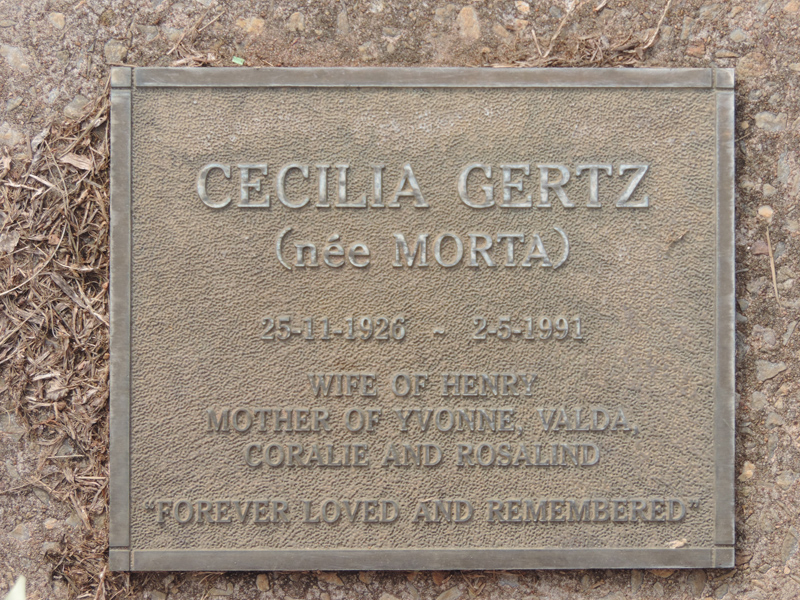 CECILIA GERTZ
(née MORTA)
25-11-1926 - 2-5-1991
WIFE OF HENRY
MOTHER OF YVONNE, VALDA,
CORALIE AND ROSALIND
"FOREVER LOVED AND REMEMBERED"